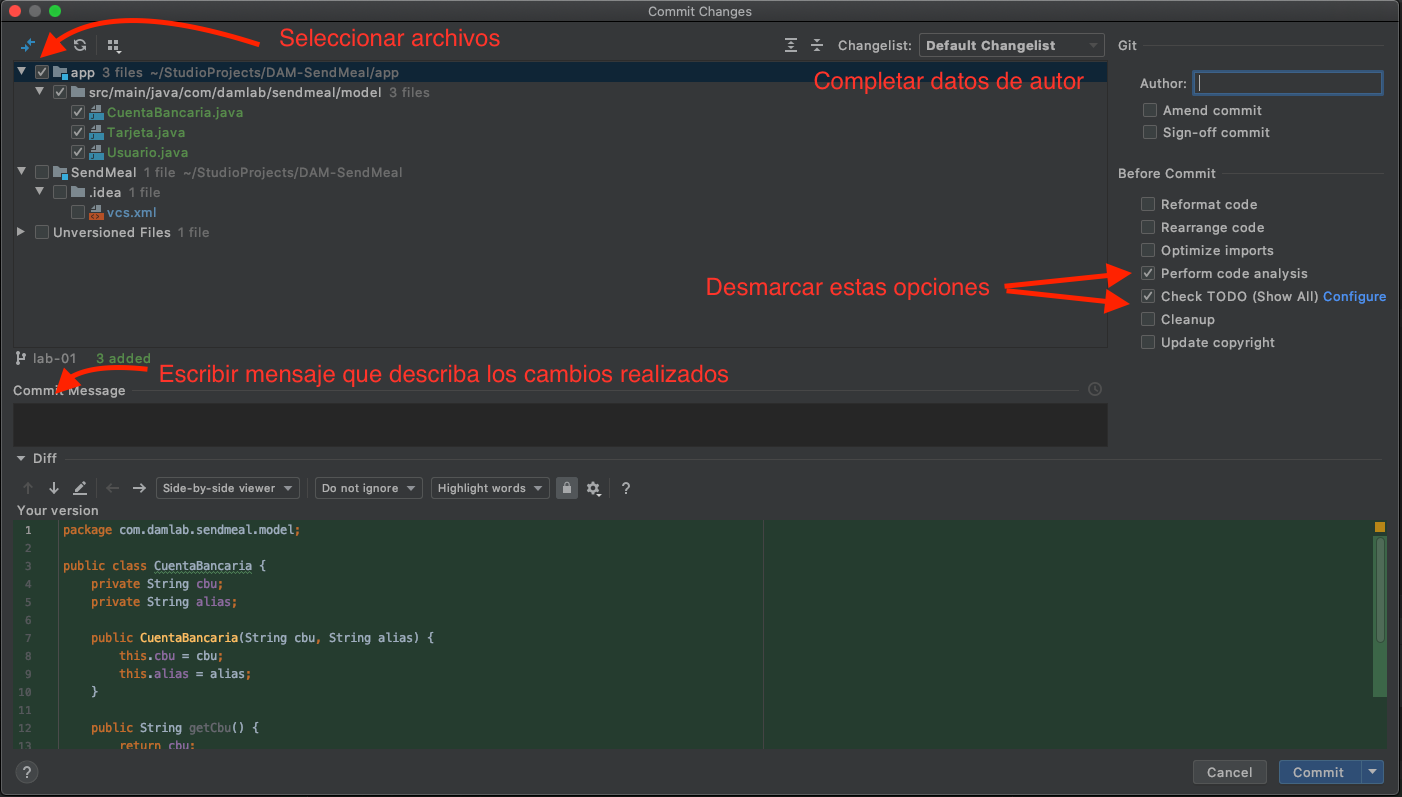 Commit Changes
Seleccionar archivos
Changelist: Default Changelist
Git
app 3 files ~/StudioProjects/DAM-SendMeal/app
Completar datos de autor
Author:
src/main/java/com/damlab/sendmeal/model 3 files
Amend commit
CuentaBancaria.java
Tarjeta.java
Sign-off commit
Usuario.java
SendMeal 1 file ~/StudioProjects/DAM-SendMeal
Before Commit
.idea 1 file
vcs.xml
Reformat code
Unversioned Files 1 file
Rearrange code
Optimize imports
Desmarcar estas opciones
Perform code analysis
Check TODO (Show All) Configure
Cleanup
Update copyright
lab-01 3 added
Escribir mensaje que describa los cambios realizados
Commit Message
Diff
Side-by-side viewer Do not ignore Highlight words ?
Your version
1 package com.damlab.sendmeal.model;
2
3 public class CuentaBancaria {
4 private String cbu;
5 private String alias;
6
7 public CuentaBancaria(String cbu, String alias) {
8 this.cbu = cbu;
9 this.alias = alias;
10 }
11
12 public String getCbu() {
13 return cbu;
? Cancel Commit